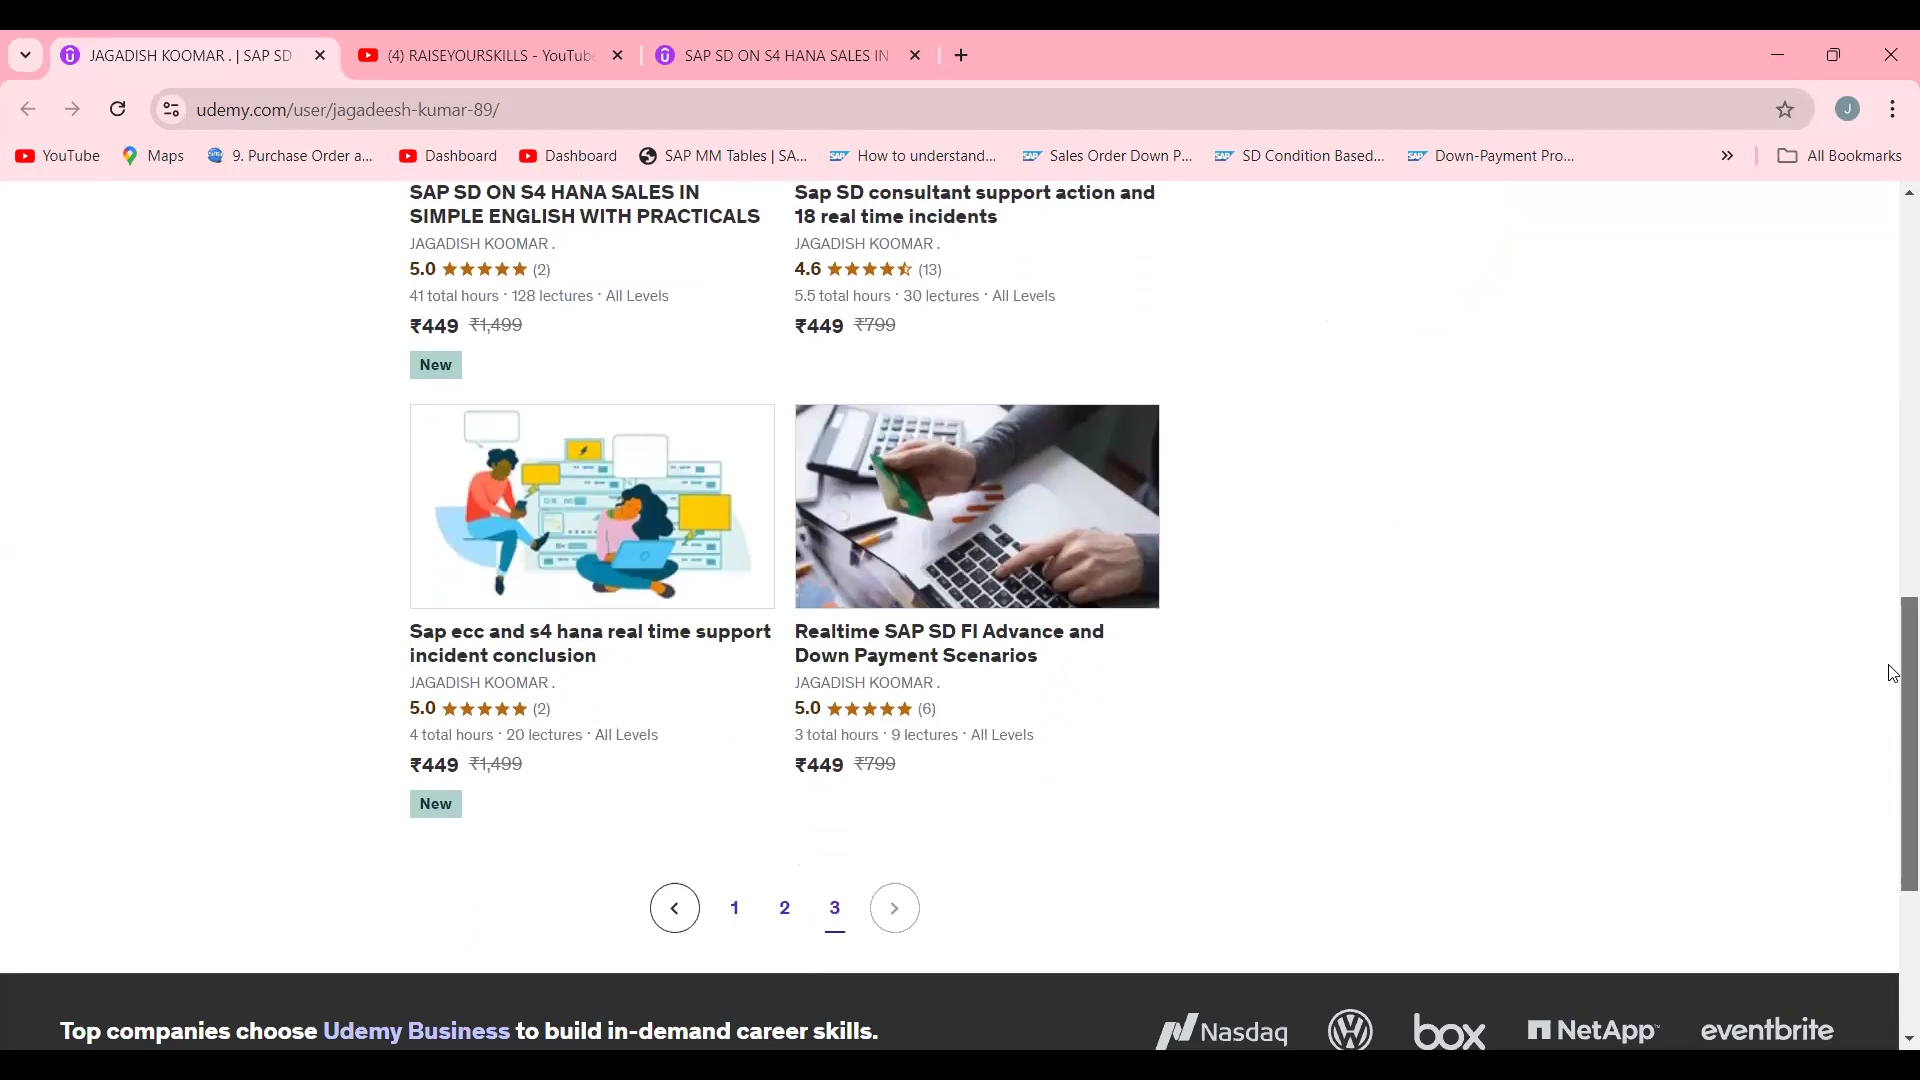 JAGADISH KOOMAR . | SAP SD
(4) RAISEYOURSKILLS - YouTube
SAP SD ON S4 HANA SALES IN
udemy.com/user/jagadeesh-kumar-89/
J
YouTube
Maps
9. Purchase Order a...
Dashboard
Dashboard
SAP MM Tables | SA...
How to understand...
Sales Order Down P...
SD Condition Based...
Down-Payment Pro...
All Bookmarks
SAP SD ON S4 HANA SALES IN
SIMPLE ENGLISH WITH PRACTICALS
JAGADISH KOOMAR .
5.0 (2)
41 total hours · 128 lectures · All Levels
₹449 ₹1,499
New
Sap SD consultant support action and
18 real time incidents
JAGADISH KOOMAR .
4.6 (13)
5.5 total hours · 30 lectures · All Levels
₹449 ₹799
Sap ecc and s4 hana real time support
incident conclusion
JAGADISH KOOMAR .
5.0 (2)
4 total hours · 20 lectures · All Levels
₹449 ₹1,499
New
Realtime SAP SD FI Advance and
Down Payment Scenarios
JAGADISH KOOMAR .
5.0 (6)
3 total hours · 9 lectures · All Levels
₹449 ₹799
1 2 3
Top companies choose Udemy Business to build in-demand career skills.
Nasdaq
box
NetApp
eventbrite